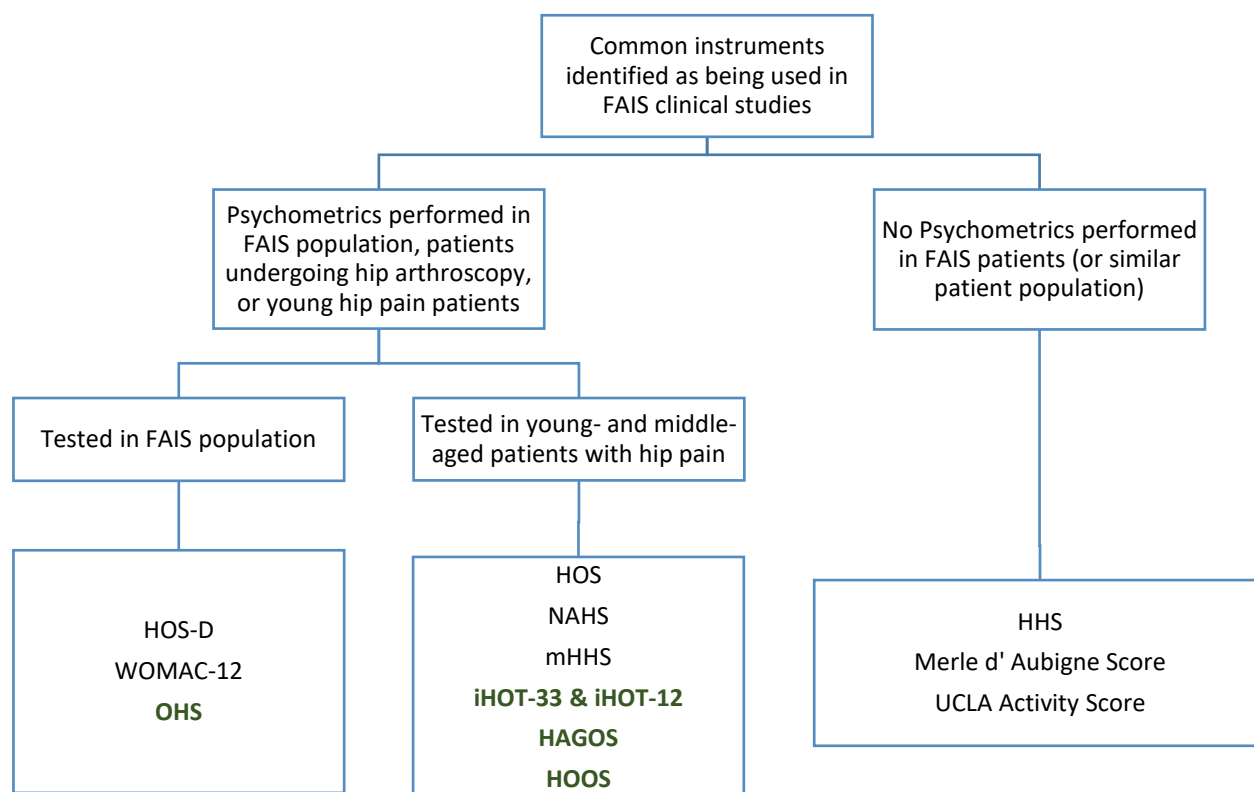 Common instruments
identified as being used in
FAIS clinical studies
Psychometrics performed in
FAIS population, patients
undergoing hip arthroscopy,
or young hip pain patients
No Psychometrics performed
in FAIS patients (or similar
patient population)
Tested in FAIS population
Tested in young- and middle-
aged patients with hip pain
HOS-D
WOMAC-12
OHS
HOS
NAHS
mHHS
iHOT-33 & iHOT-12
HAGOS
HOOS
HHS
Merle d' Aubigne Score
UCLA Activity Score